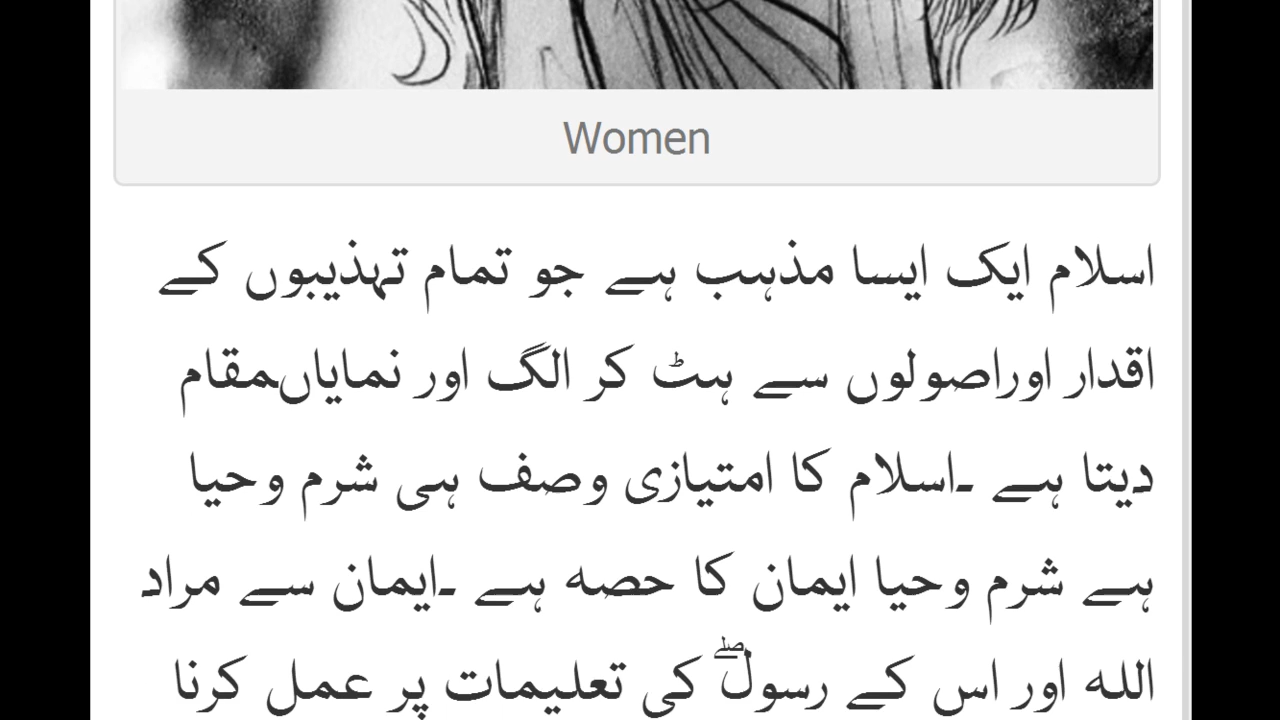 Women
اسلام ایک ایسا مذہب ہے جو تمام تہذیبوں کے
اقدار اوراصولوں سے ہٹ کر الگ اور نمایاںمقام
دیتا ہے ۔اسلام کا امتیازی وصف ہی شرم وحیا
ہے شرم وحیا ایمان کا حصہ ہے ۔ایمان سے مراد
اللہ اور اس کے رسولۖ کی تعلیمات پر عمل کرنا